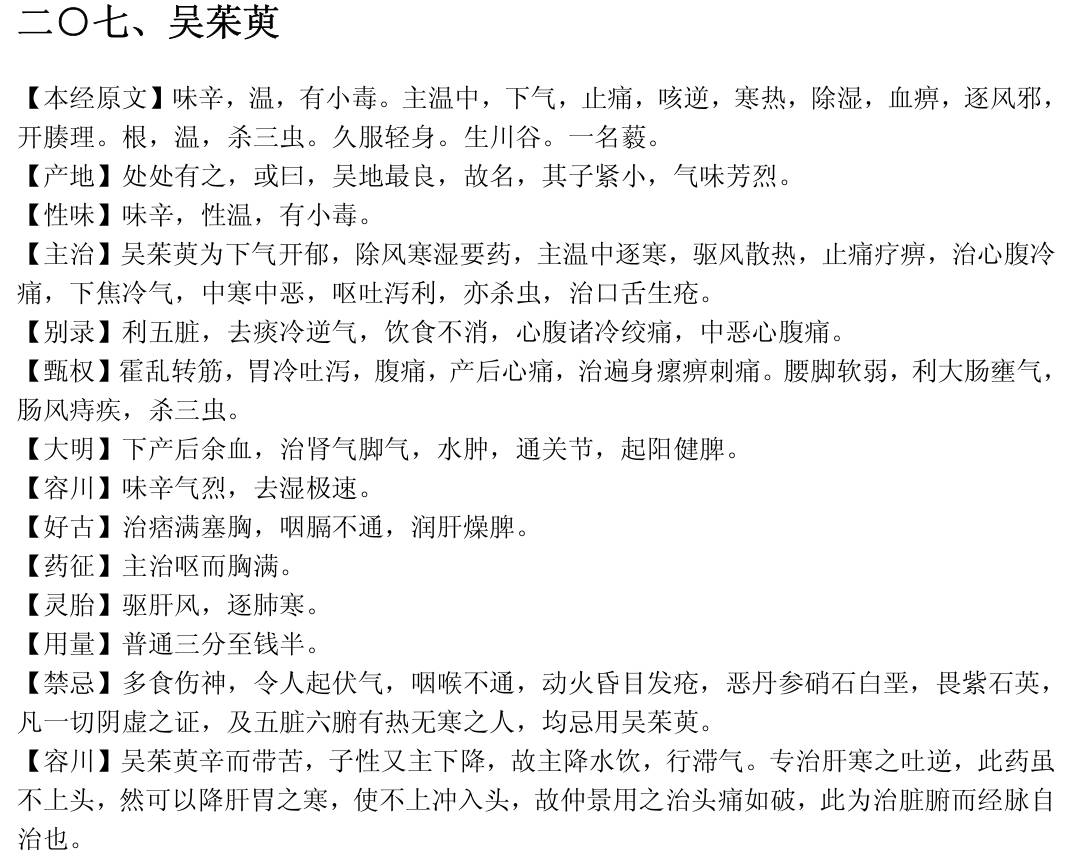 二〇七、吴茱萸
【本经原文】味辛，温，有小毒。主温中，下气，止痛，咳逆，寒热，除湿，血痹，逐风邪，
开腠理。根，温，杀三虫。久服轻身。生川谷。一名藙。
【产地】处处有之，或曰，吴地最良，故名，其子紧小，气味芳烈。
【性味】味辛，性温，有小毒。
【主治】吴茱萸为下气开郁，除风寒湿要药，主温中逐寒，驱风散热，止痛疗痹，治心腹冷
痛，下焦冷气，中寒中恶，呕吐泻利，亦杀虫，治口舌生疮。
【别录】利五脏，去痰冷逆气，饮食不消，心腹诸冷绞痛，中恶心腹痛。
【甄权】霍乱转筋，胃冷吐泻，腹痛，产后心痛，治遍身瘰痹刺痛。腰脚软弱，利大肠壅气，
肠风痔疾，杀三虫。
【大明】下产后余血，治肾气脚气，水肿，通关节，起阳健脾。
【容川】味辛气烈，去湿极速。
【好古】治痞满塞胸，咽膈不通，润肝燥脾。
【药征】主治呕而胸满。
【灵胎】驱肝风，逐肺寒。
【用量】普通三分至钱半。
【禁忌】多食伤神，令人起伏气，咽喉不通，动火昏目发疮，恶丹参硝石白垩，畏紫石英，
凡一切阴虚之证，及五脏六腑有热无寒之人，均忌用吴茱萸。
【容川】吴茱萸辛而带苦，子性又主下降，故主降水饮，行滞气。专治肝寒之吐逆，此药虽
不上头，然可以降肝胃之寒，使不上冲入头，故仲景用之治头痛如破，此为治脏腑而经脉自
治也。